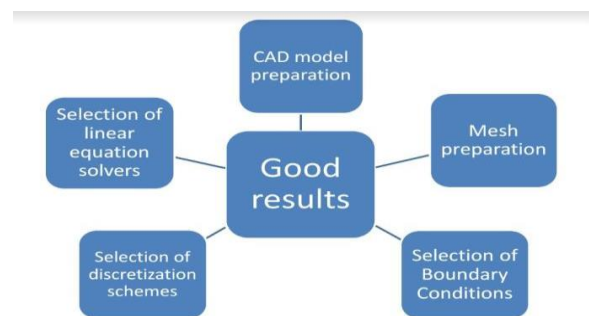 CAD model
preparation
Mesh
preparation
Selection of
Boundary
Conditions
Selection of
discretization
schemes
Selection of
linear
equation
solvers
Good
results